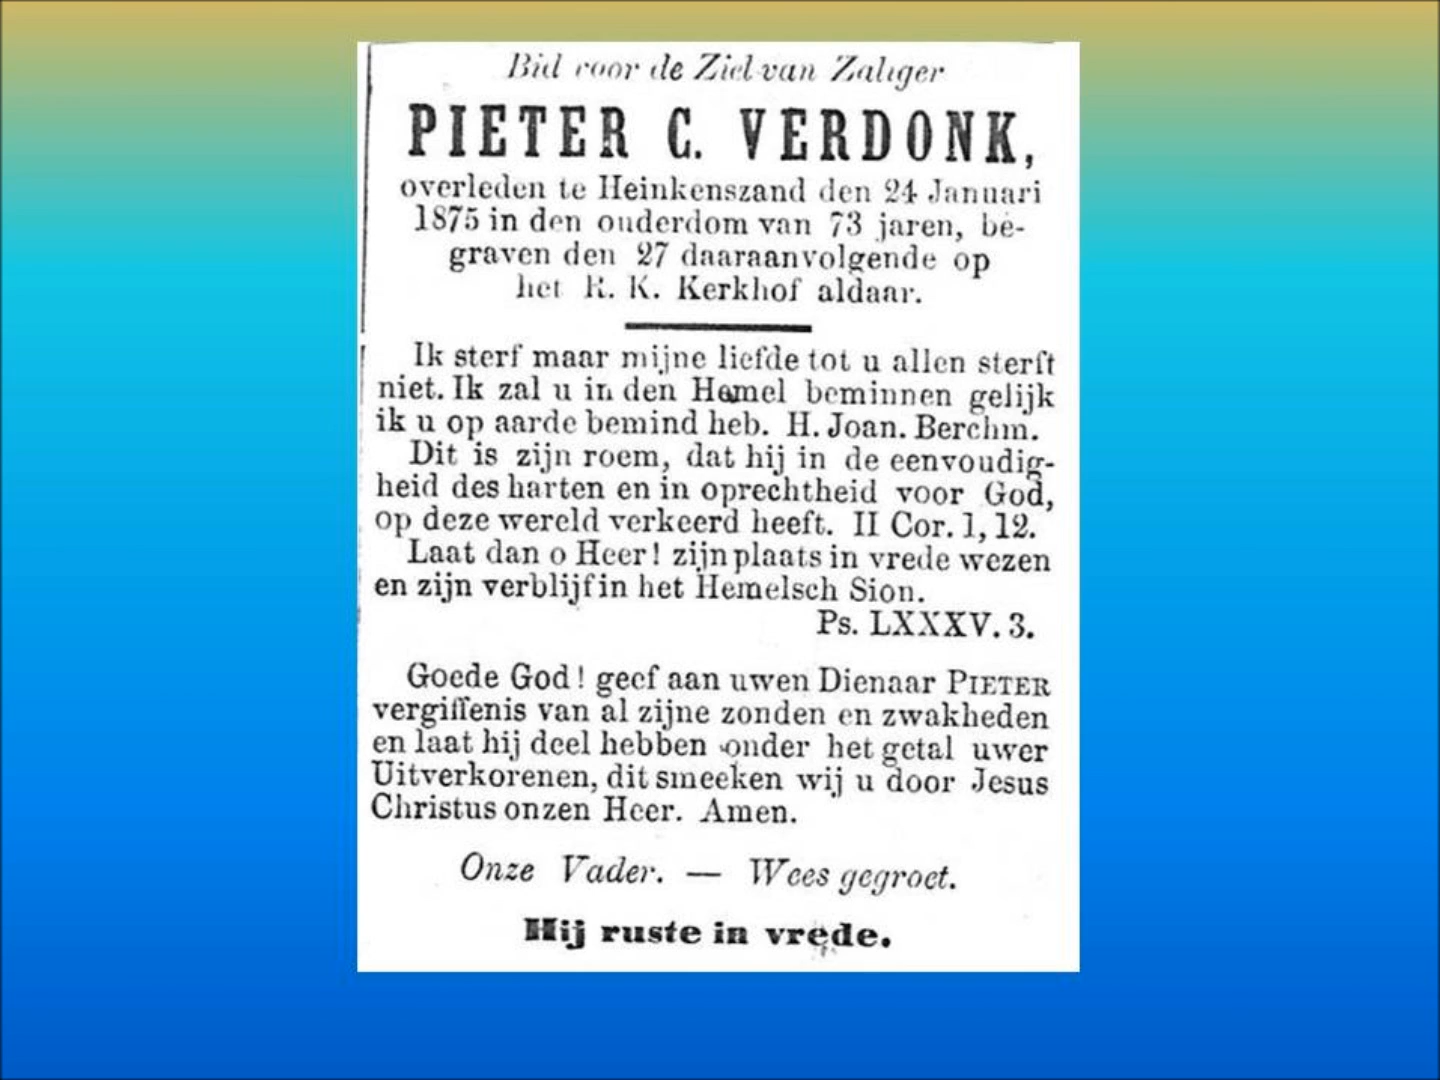 Bid voor de Ziel van Zaliger
PIETER C. VERDONK,
overleden te Heinkenszand den 24 Januari
1875 in den ouderdom van 73 jaren, be-
graven den 27 daaraanvolgende op
het R. K. Kerkhof aldaar.
Ik sterf maar mijne liefde tot u allen sterft
niet. Ik zal u in den Hemel beminnen gelijk
ik u op aarde bemind heb. H. Joan. Berchm.
Dit is zijn roem, dat hij in de eenvoudig-
heid des harten en in oprechtheid voor God,
op deze wereld verkeerd heeft. II Cor. 1, 12.
Laat dan o Heer! zijn plaats in vrede wezen
en zijn verblijf in het Hemelsch Sion.
Ps. LXXXV. 3.
Goede God! geef aan uwen Dienaar PIETER
vergiffenis van al zijne zonden en zwakheden
en laat hij deel hebben onder het getal uwer
Uitverkorenen, dit smeeken wij u door Jesus
Christus onzen Heer. Amen.
Onze Vader. — Wees gegroet.
Hij ruste in vrede.